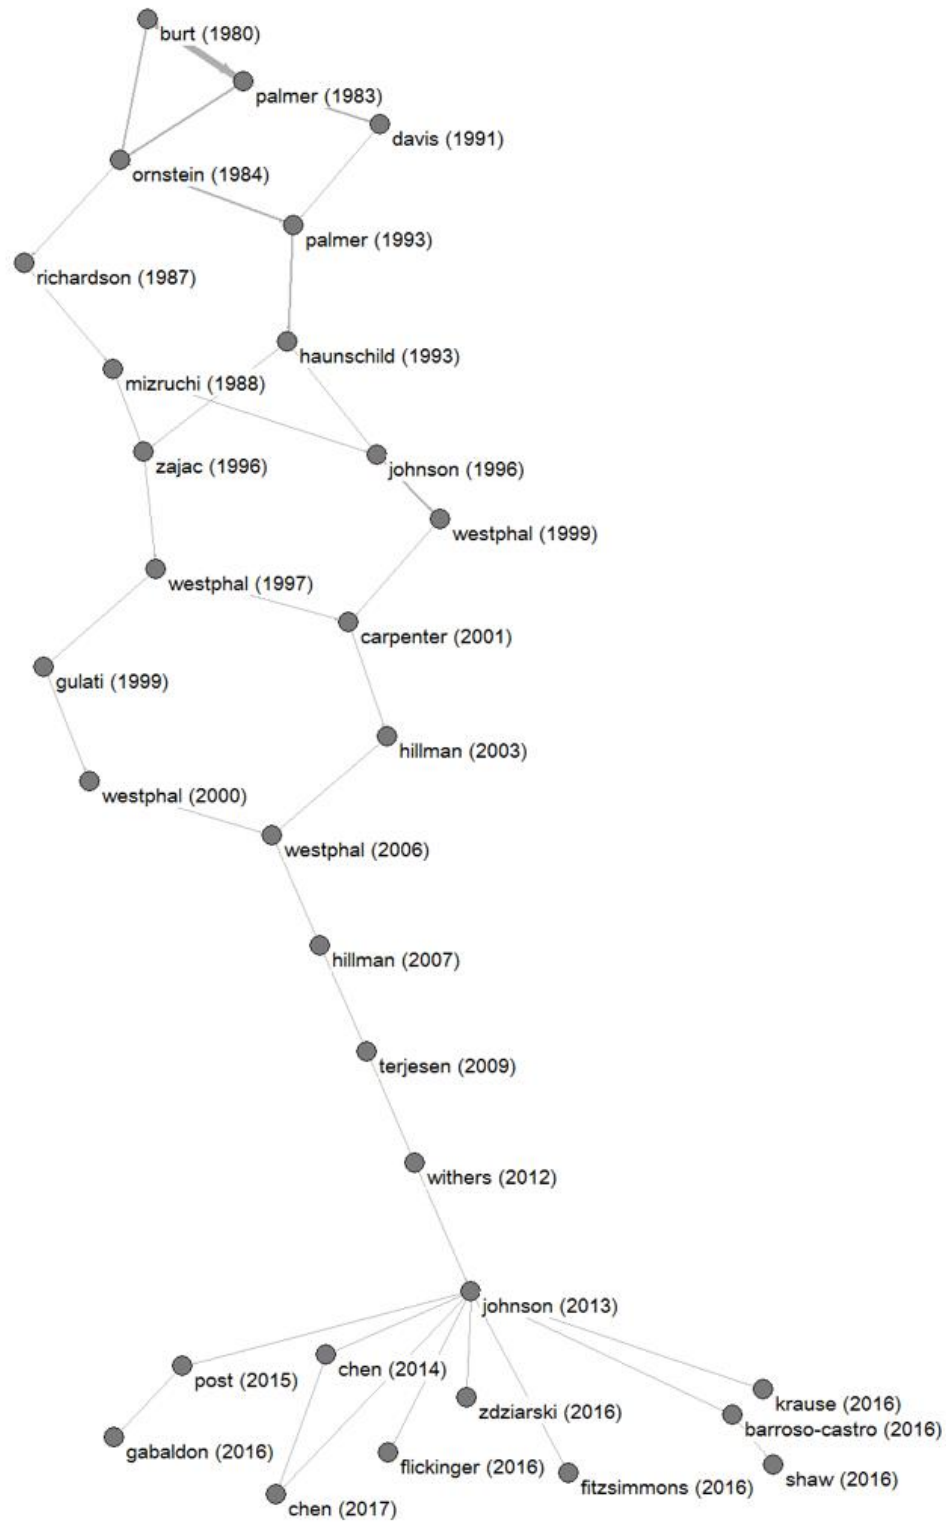 burt (1980)
palmer (1983)
davis (1991)
ornstein (1984)
palmer (1993)
richardson (1987)
haunschild (1993)
mizruchi (1988)
zajac (1996)
johnson (1996)
westphal (1999)
westphal (1997)
carpenter (2001)
gulati (1999)
hillman (2003)
westphal (2000)
westphal (2006)
hillman (2007)
terjesen (2009)
withers (2012)
johnson (2013)
post (2015)
chen (2014)
krause (2016)
zdziarski (2016)
barroso-castro (2016)
gabaldon (2016)
flickinger (2016)
shaw (2016)
fitzsimmons (2016)
chen (2017)